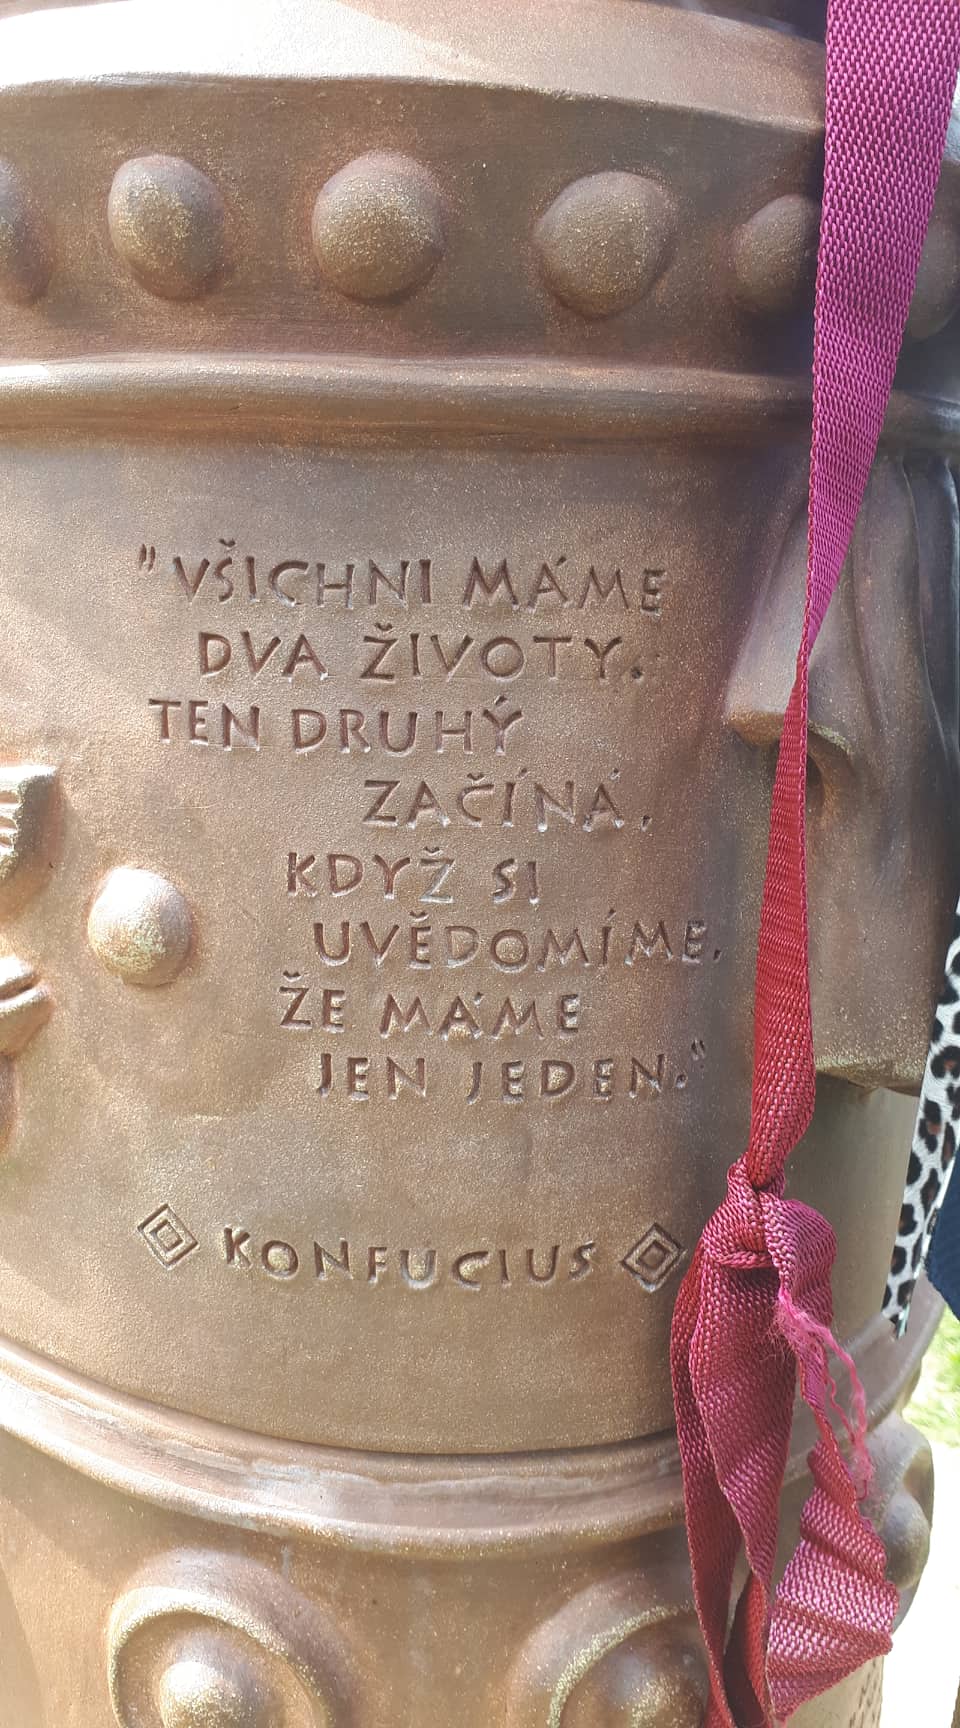 "VŠICHNI MÁME
DVA ŽIVOTY.
TEN DRUHÝ
ZAČÍNÁ,
KDYŽ SI
UVĚDOMÍME,
ŽE MÁME
JEN JEDEN."
KONFUCIUS